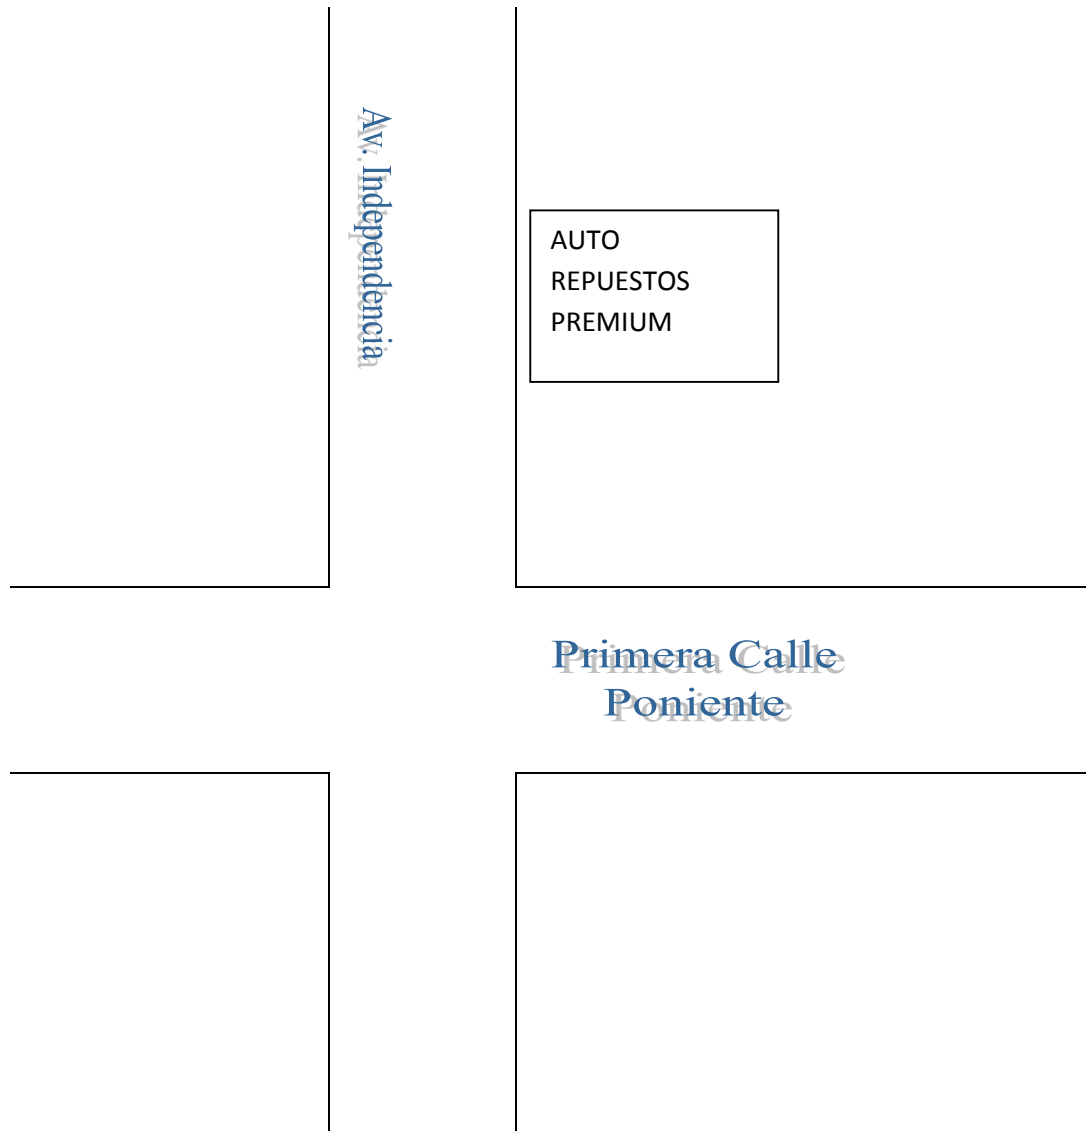 Av. Independencia
AUTO
REPUESTOS
PREMIUM
Primera Calle
Poniente